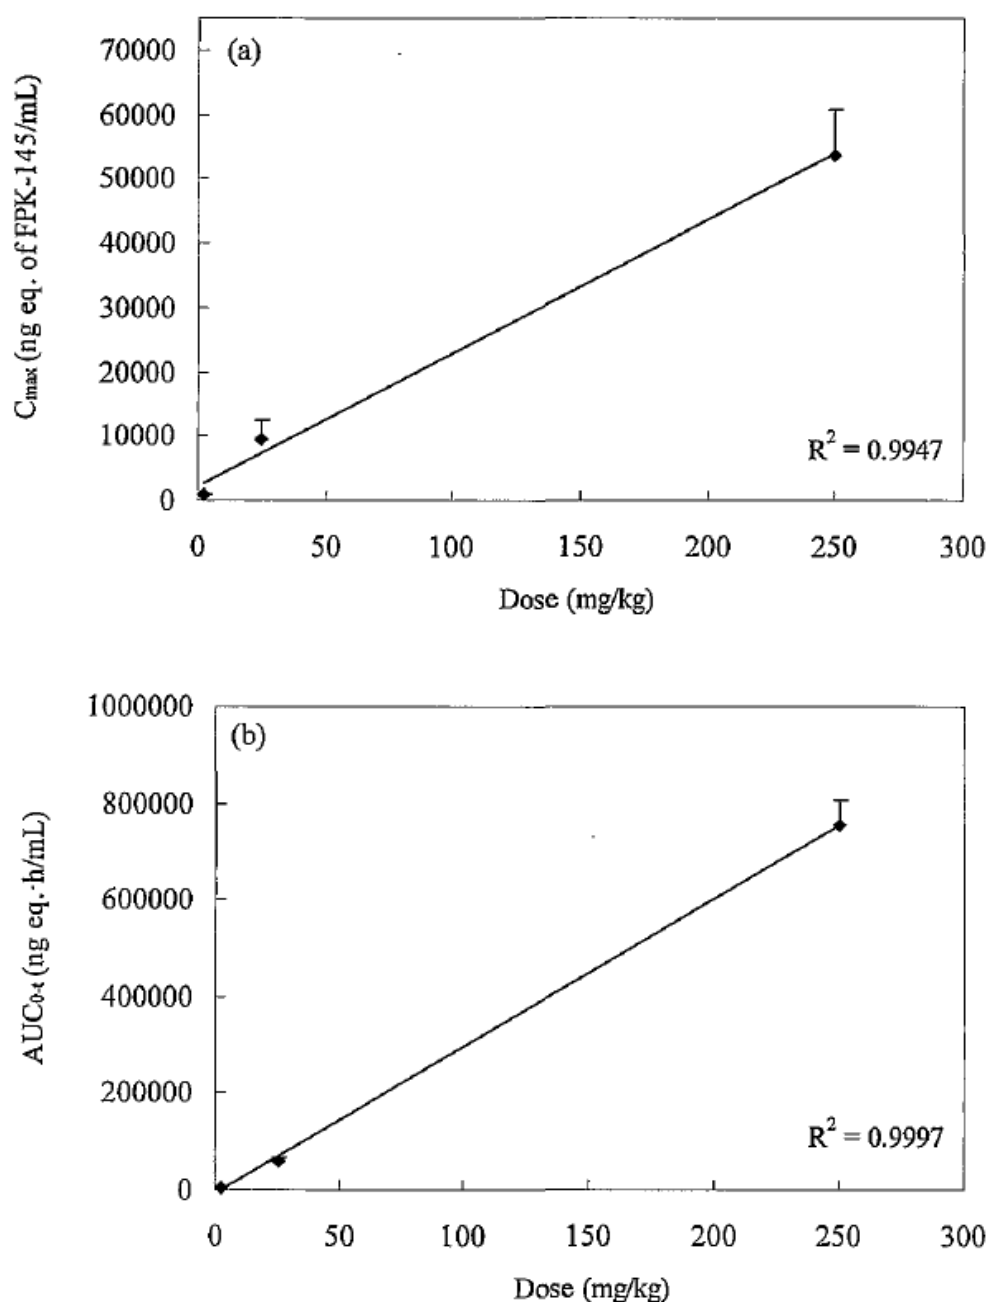 (a)
70000
60000
50000
40000
30000
20000
10000
0
C_max (ng eq. of FPK-145/mL)
R² = 0.9947
0 50 100 150 200 250 300
Dose (mg/kg)
(b)
1000000
800000
600000
400000
200000
0
AUC_0-t (ng eq.·h/mL)
R² = 0.9997
0 50 100 150 200 250 300
Dose (mg/kg)